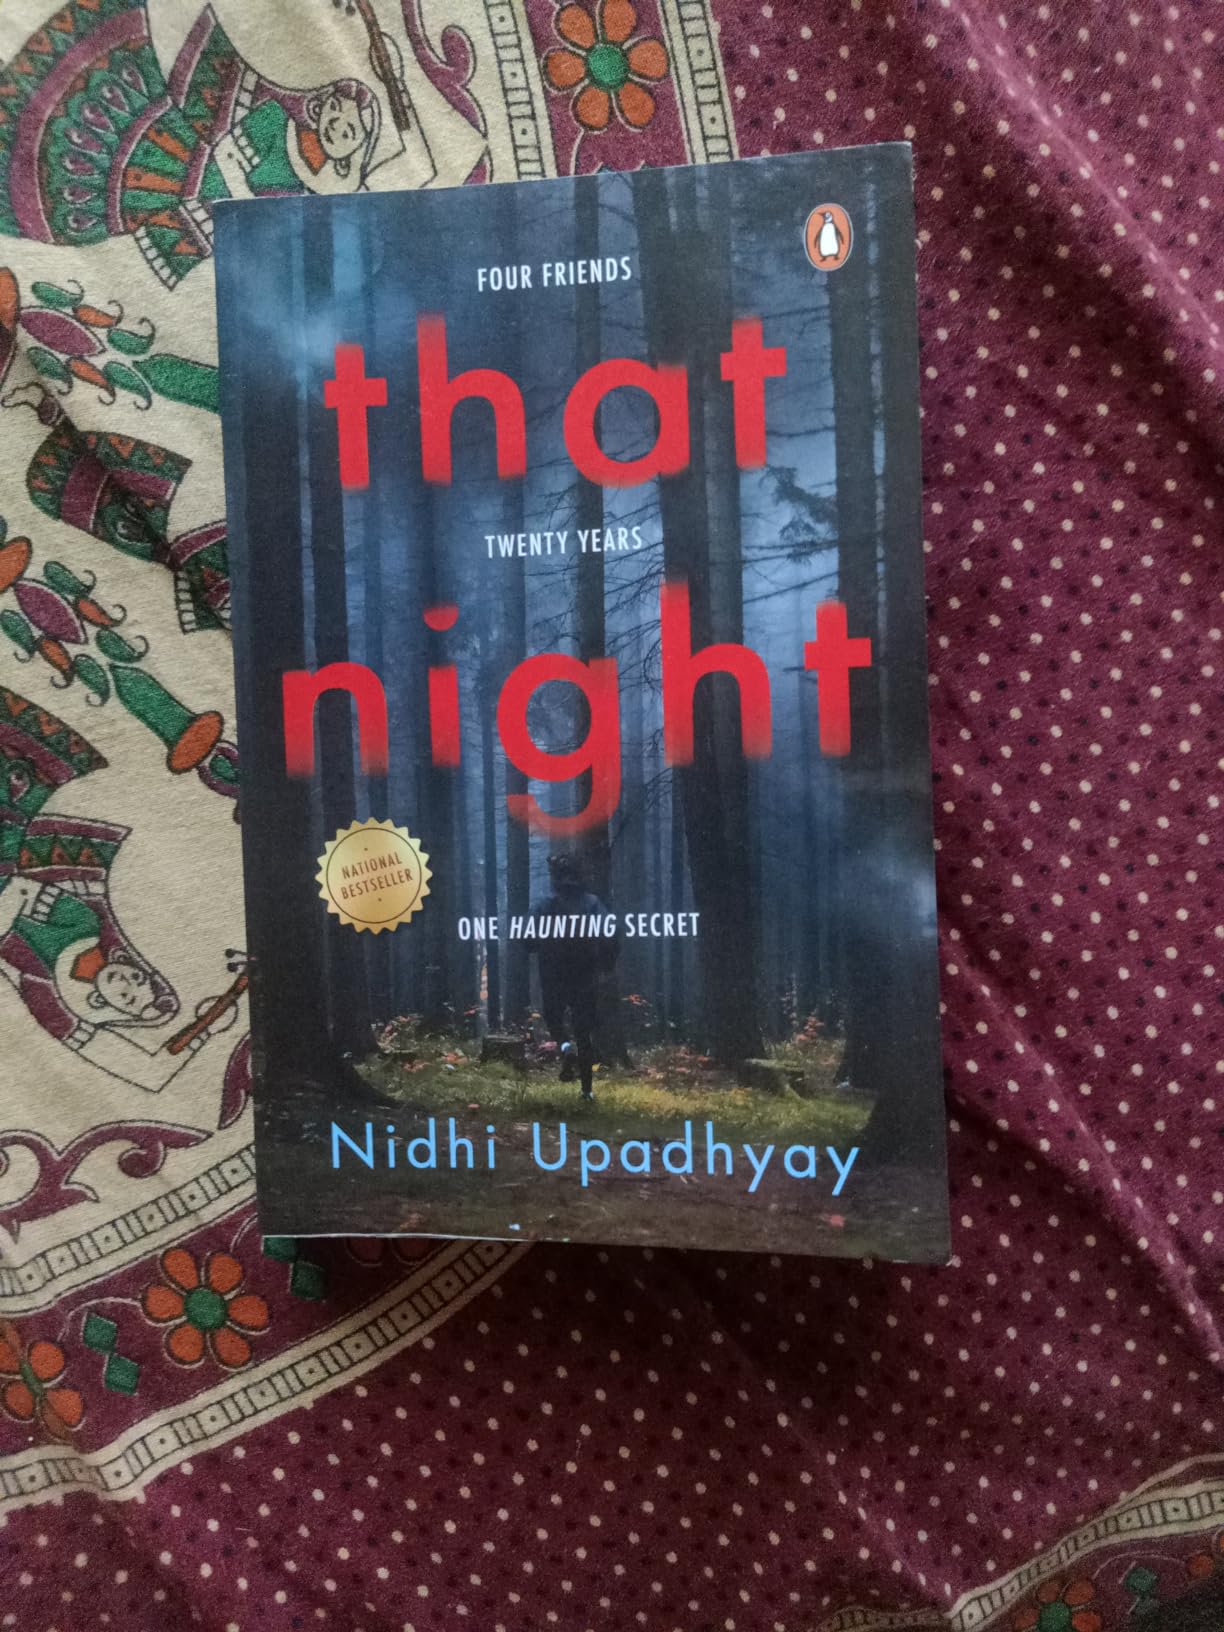 FOUR FRIENDS
that
TWENTY YEARS
night
NATIONAL
BESTSELLER
ONE HAUNTING SECRET
Nidhi Upadhyay